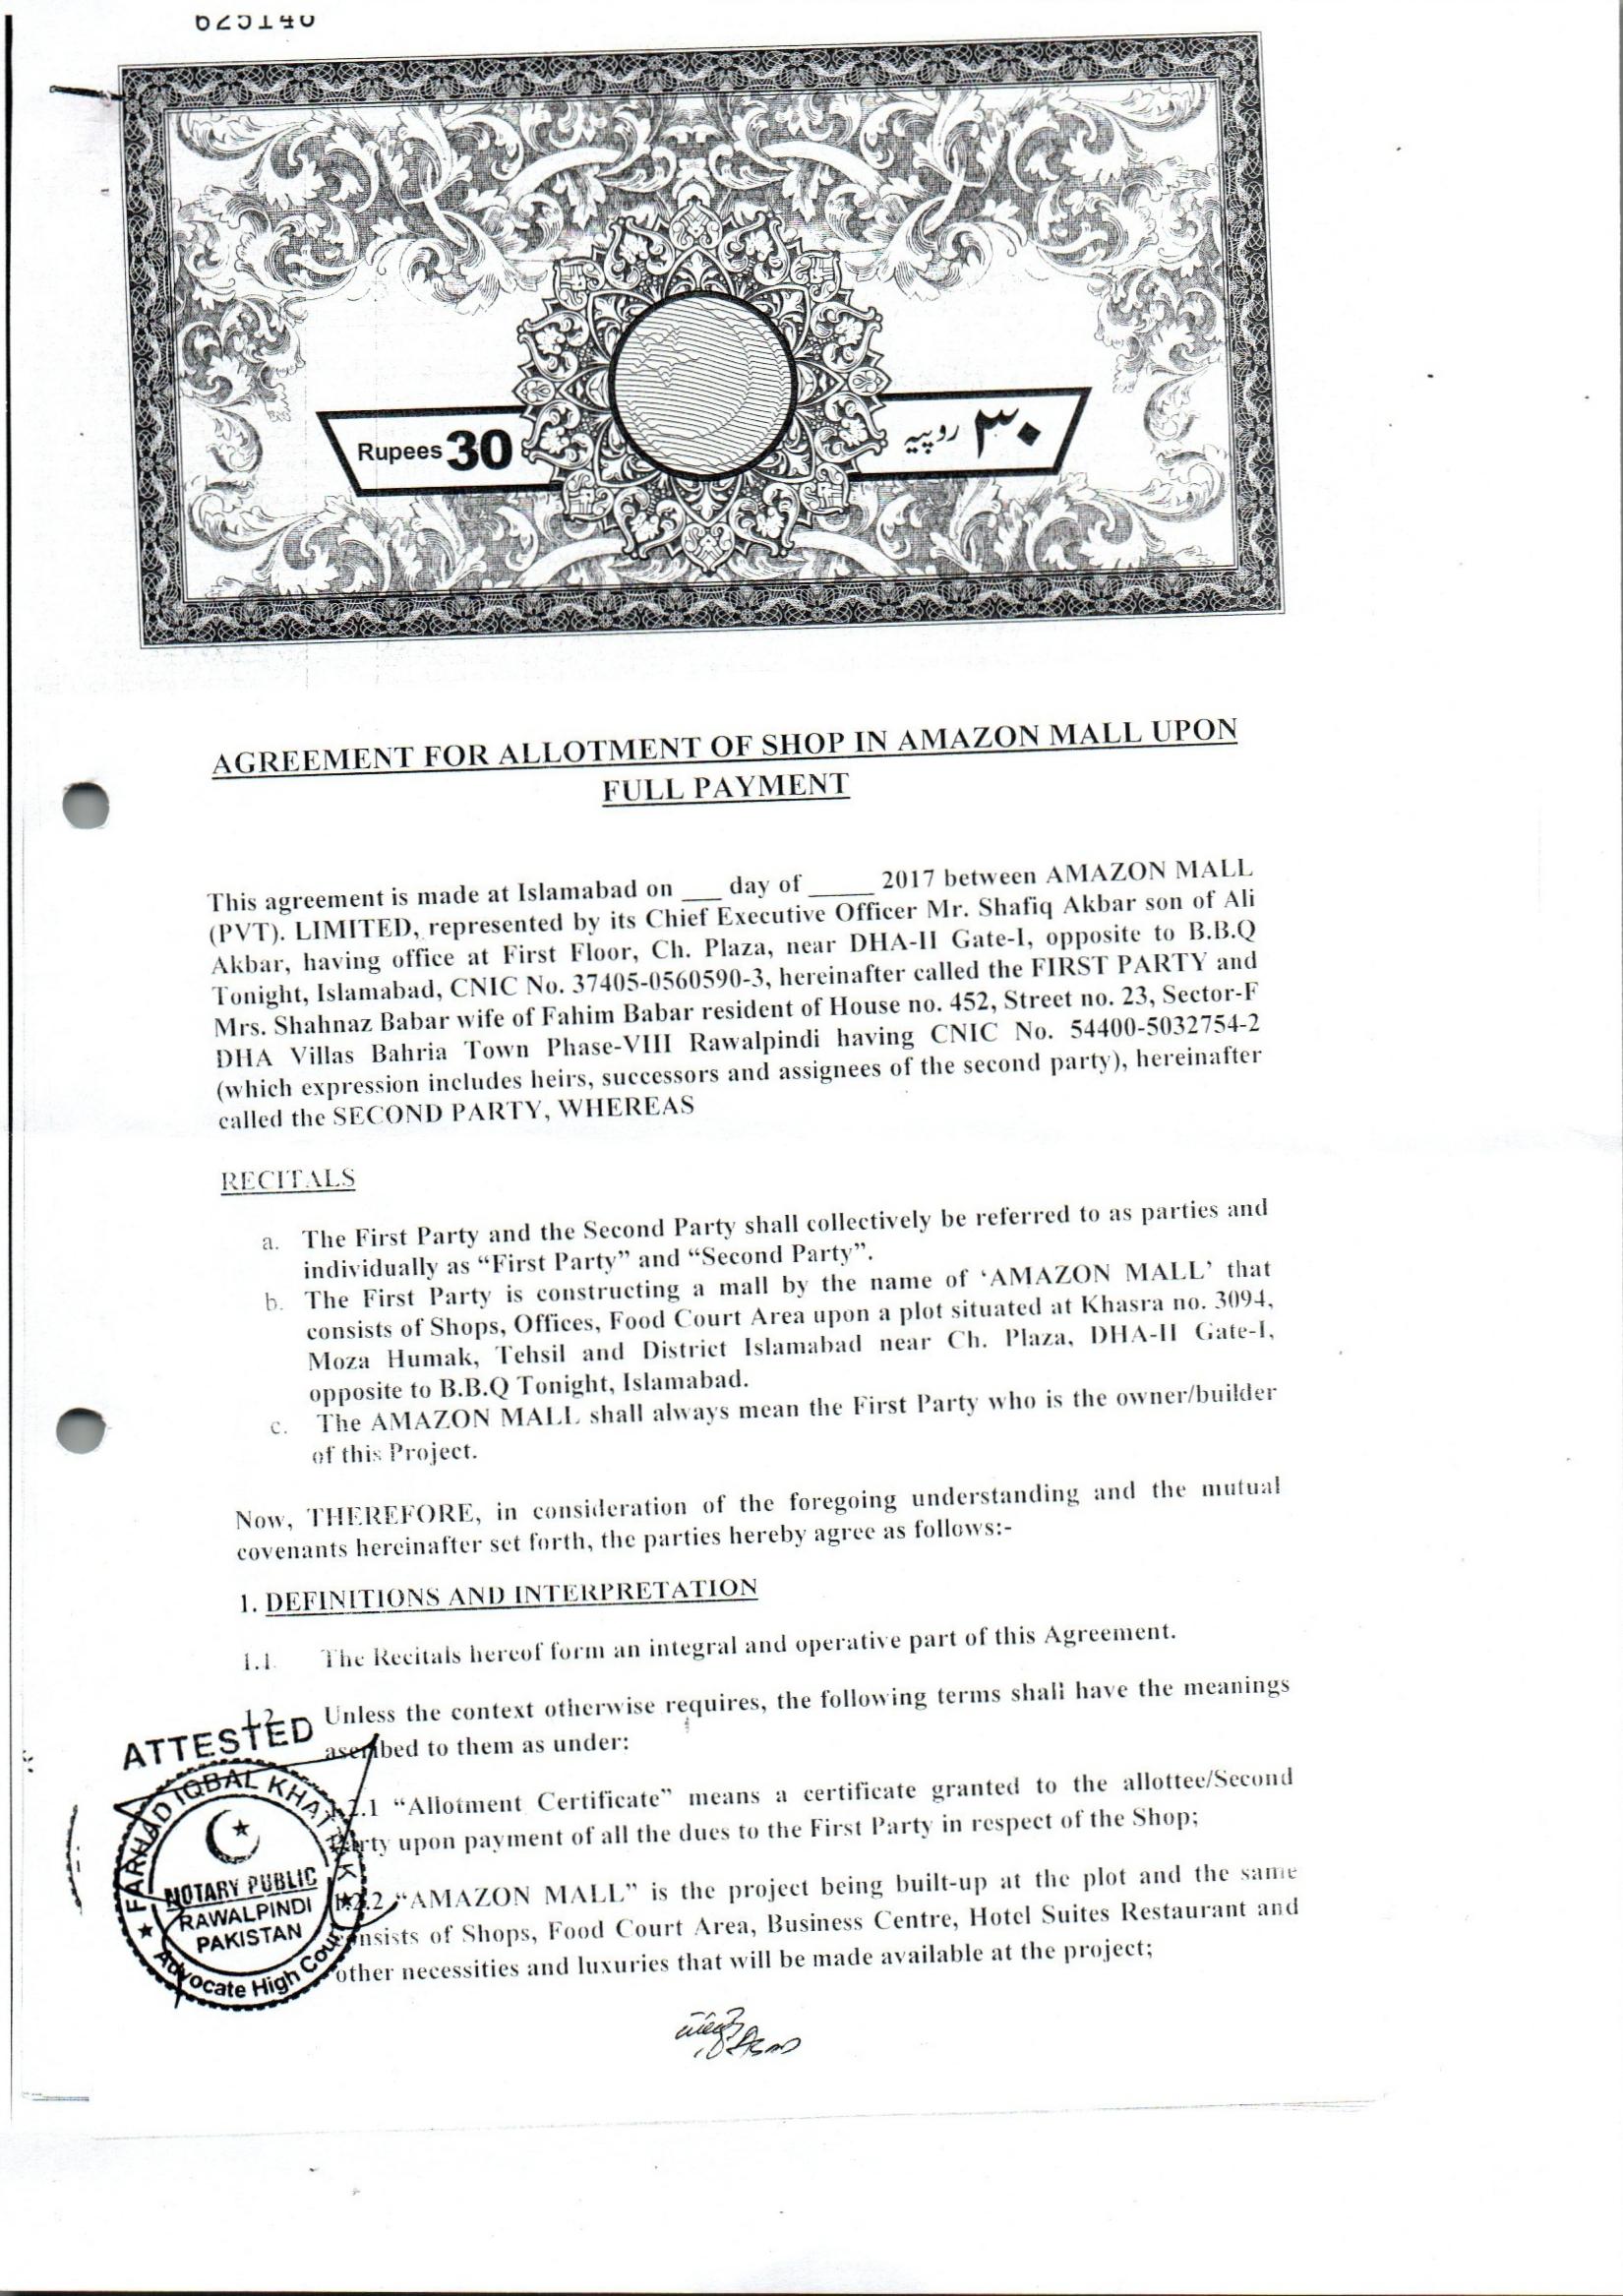 625140
Rupees 30
۳۰ روپیہ
AGREEMENT FOR ALLOTMENT OF SHOP IN AMAZON MALL UPON
FULL PAYMENT
This agreement is made at Islamabad on ___ day of _____ 2017 between AMAZON MALL
(PVT). LIMITED, represented by its Chief Executive Officer Mr. Shafiq Akbar son of Ali
Akbar, having office at First Floor, Ch. Plaza, near DHA-II Gate-I, opposite to B.B.Q
Tonight, Islamabad, CNIC No. 37405-0560590-3, hereinafter called the FIRST PARTY and
Mrs. Shahnaz Babar wife of Fahim Babar resident of House no. 452, Street no. 23, Sector-F
DHA Villas Bahria Town Phase-VIII Rawalpindi having CNIC No. 54400-5032754-2
(which expression includes heirs, successors and assignees of the second party), hereinafter
called the SECOND PARTY, WHEREAS
RECITALS
a. The First Party and the Second Party shall collectively be referred to as parties and
individually as “First Party” and “Second Party”.
b. The First Party is constructing a mall by the name of ‘AMAZON MALL’ that
consists of Shops, Offices, Food Court Area upon a plot situated at Khasra no. 3094,
Moza Humak, Tehsil and District Islamabad near Ch. Plaza, DHA-II Gate-I,
opposite to B.B.Q Tonight, Islamabad.
c. The AMAZON MALL shall always mean the First Party who is the owner/builder
of this Project.
Now, THEREFORE, in consideration of the foregoing understanding and the mutual
covenants hereinafter set forth, the parties hereby agree as follows:-
1. DEFINITIONS AND INTERPRETATION
1.1. The Recitals hereof form an integral and operative part of this Agreement.
1.2. Unless the context otherwise requires, the following terms shall have the meanings
ascribed to them as under:
1.2.1 “Allotment Certificate” means a certificate granted to the allottee/Second
Party upon payment of all the dues to the First Party in respect of the Shop;
1.2.2 “AMAZON MALL” is the project being built-up at the plot and the same
consists of Shops, Food Court Area, Business Centre, Hotel Suites Restaurant and
other necessities and luxuries that will be made available at the project;
ATTESTED
FARHAD IQBAL KHATTAK
NOTARY PUBLIC
RAWALPINDI
PAKISTAN
Advocate High Court